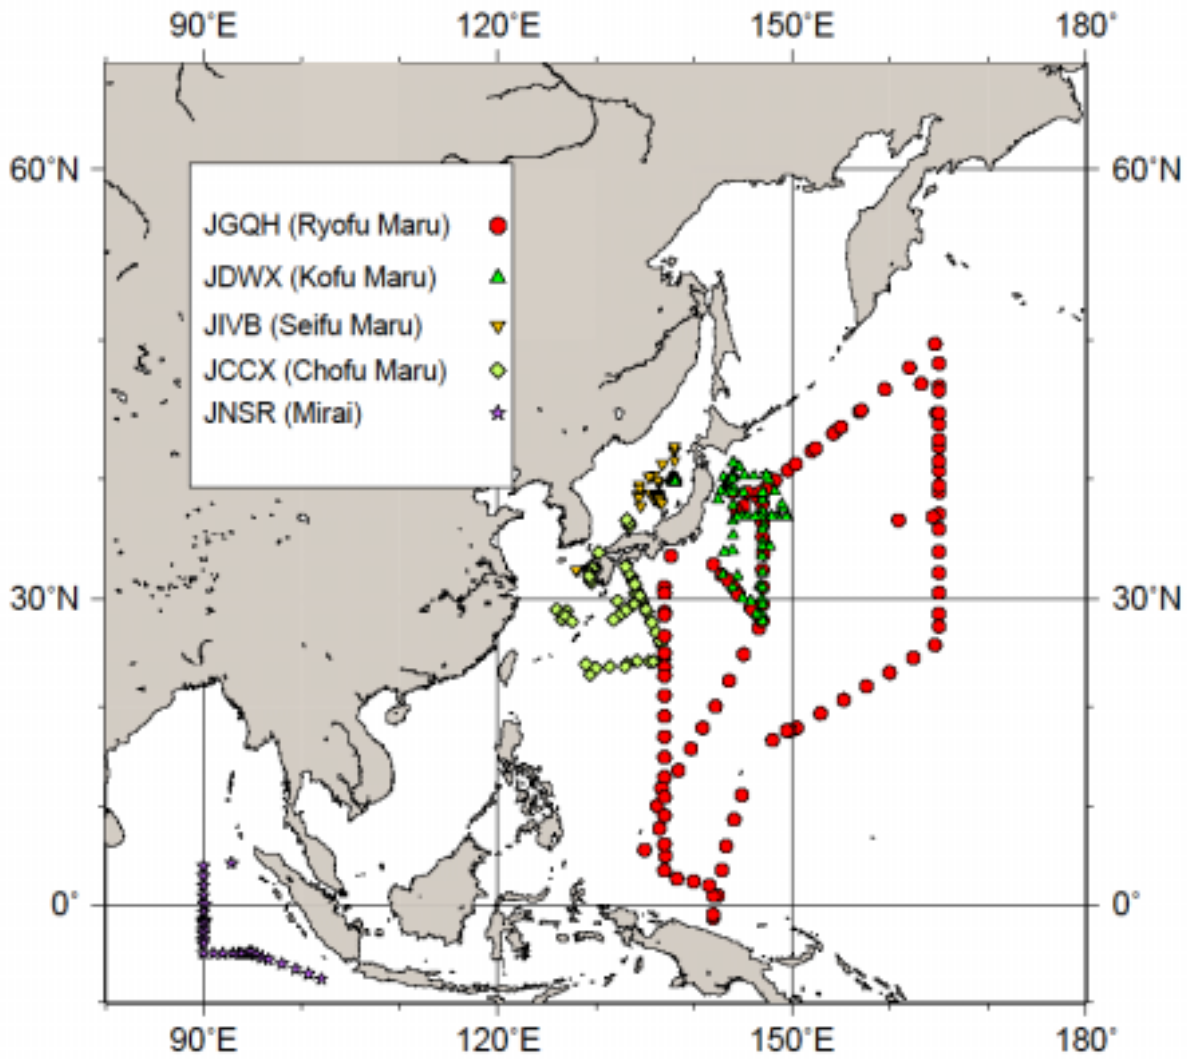 90°E 120°E 150°E 180°
60°N 60°N
JGQH (Ryofu Maru)
JDWX (Kofu Maru)
JIVB (Seifu Maru)
JCCX (Chofu Maru)
JNSR (Mirai)
30°N 30°N
0° 0°
90°E 120°E 150°E 180°